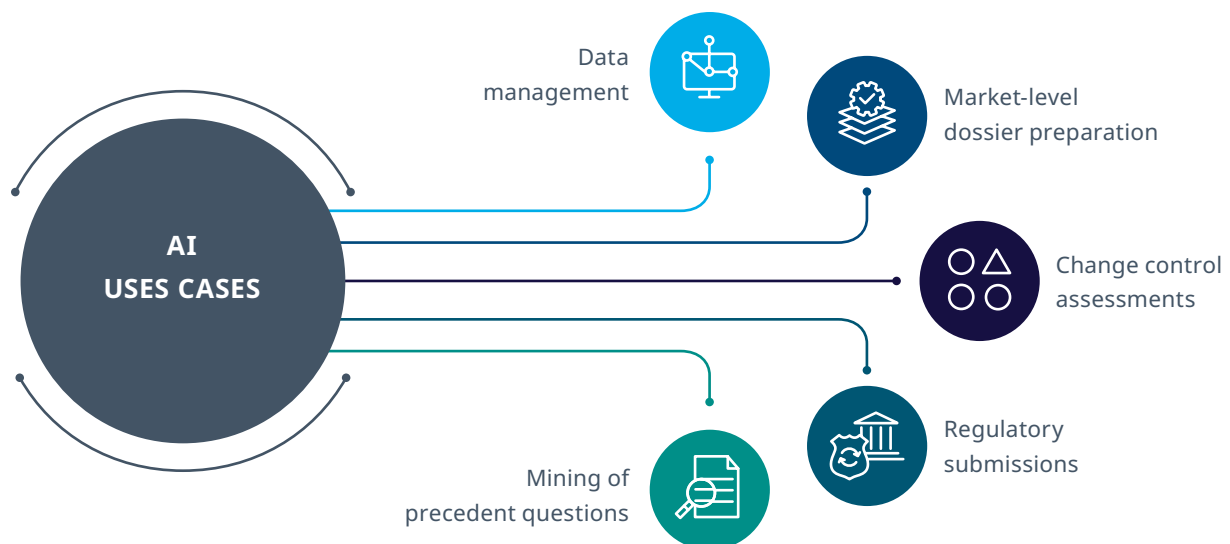 AI
USES CASES
Data
management
Market-level
dossier preparation
Change control
assessments
Regulatory
submissions
Mining of
precedent questions